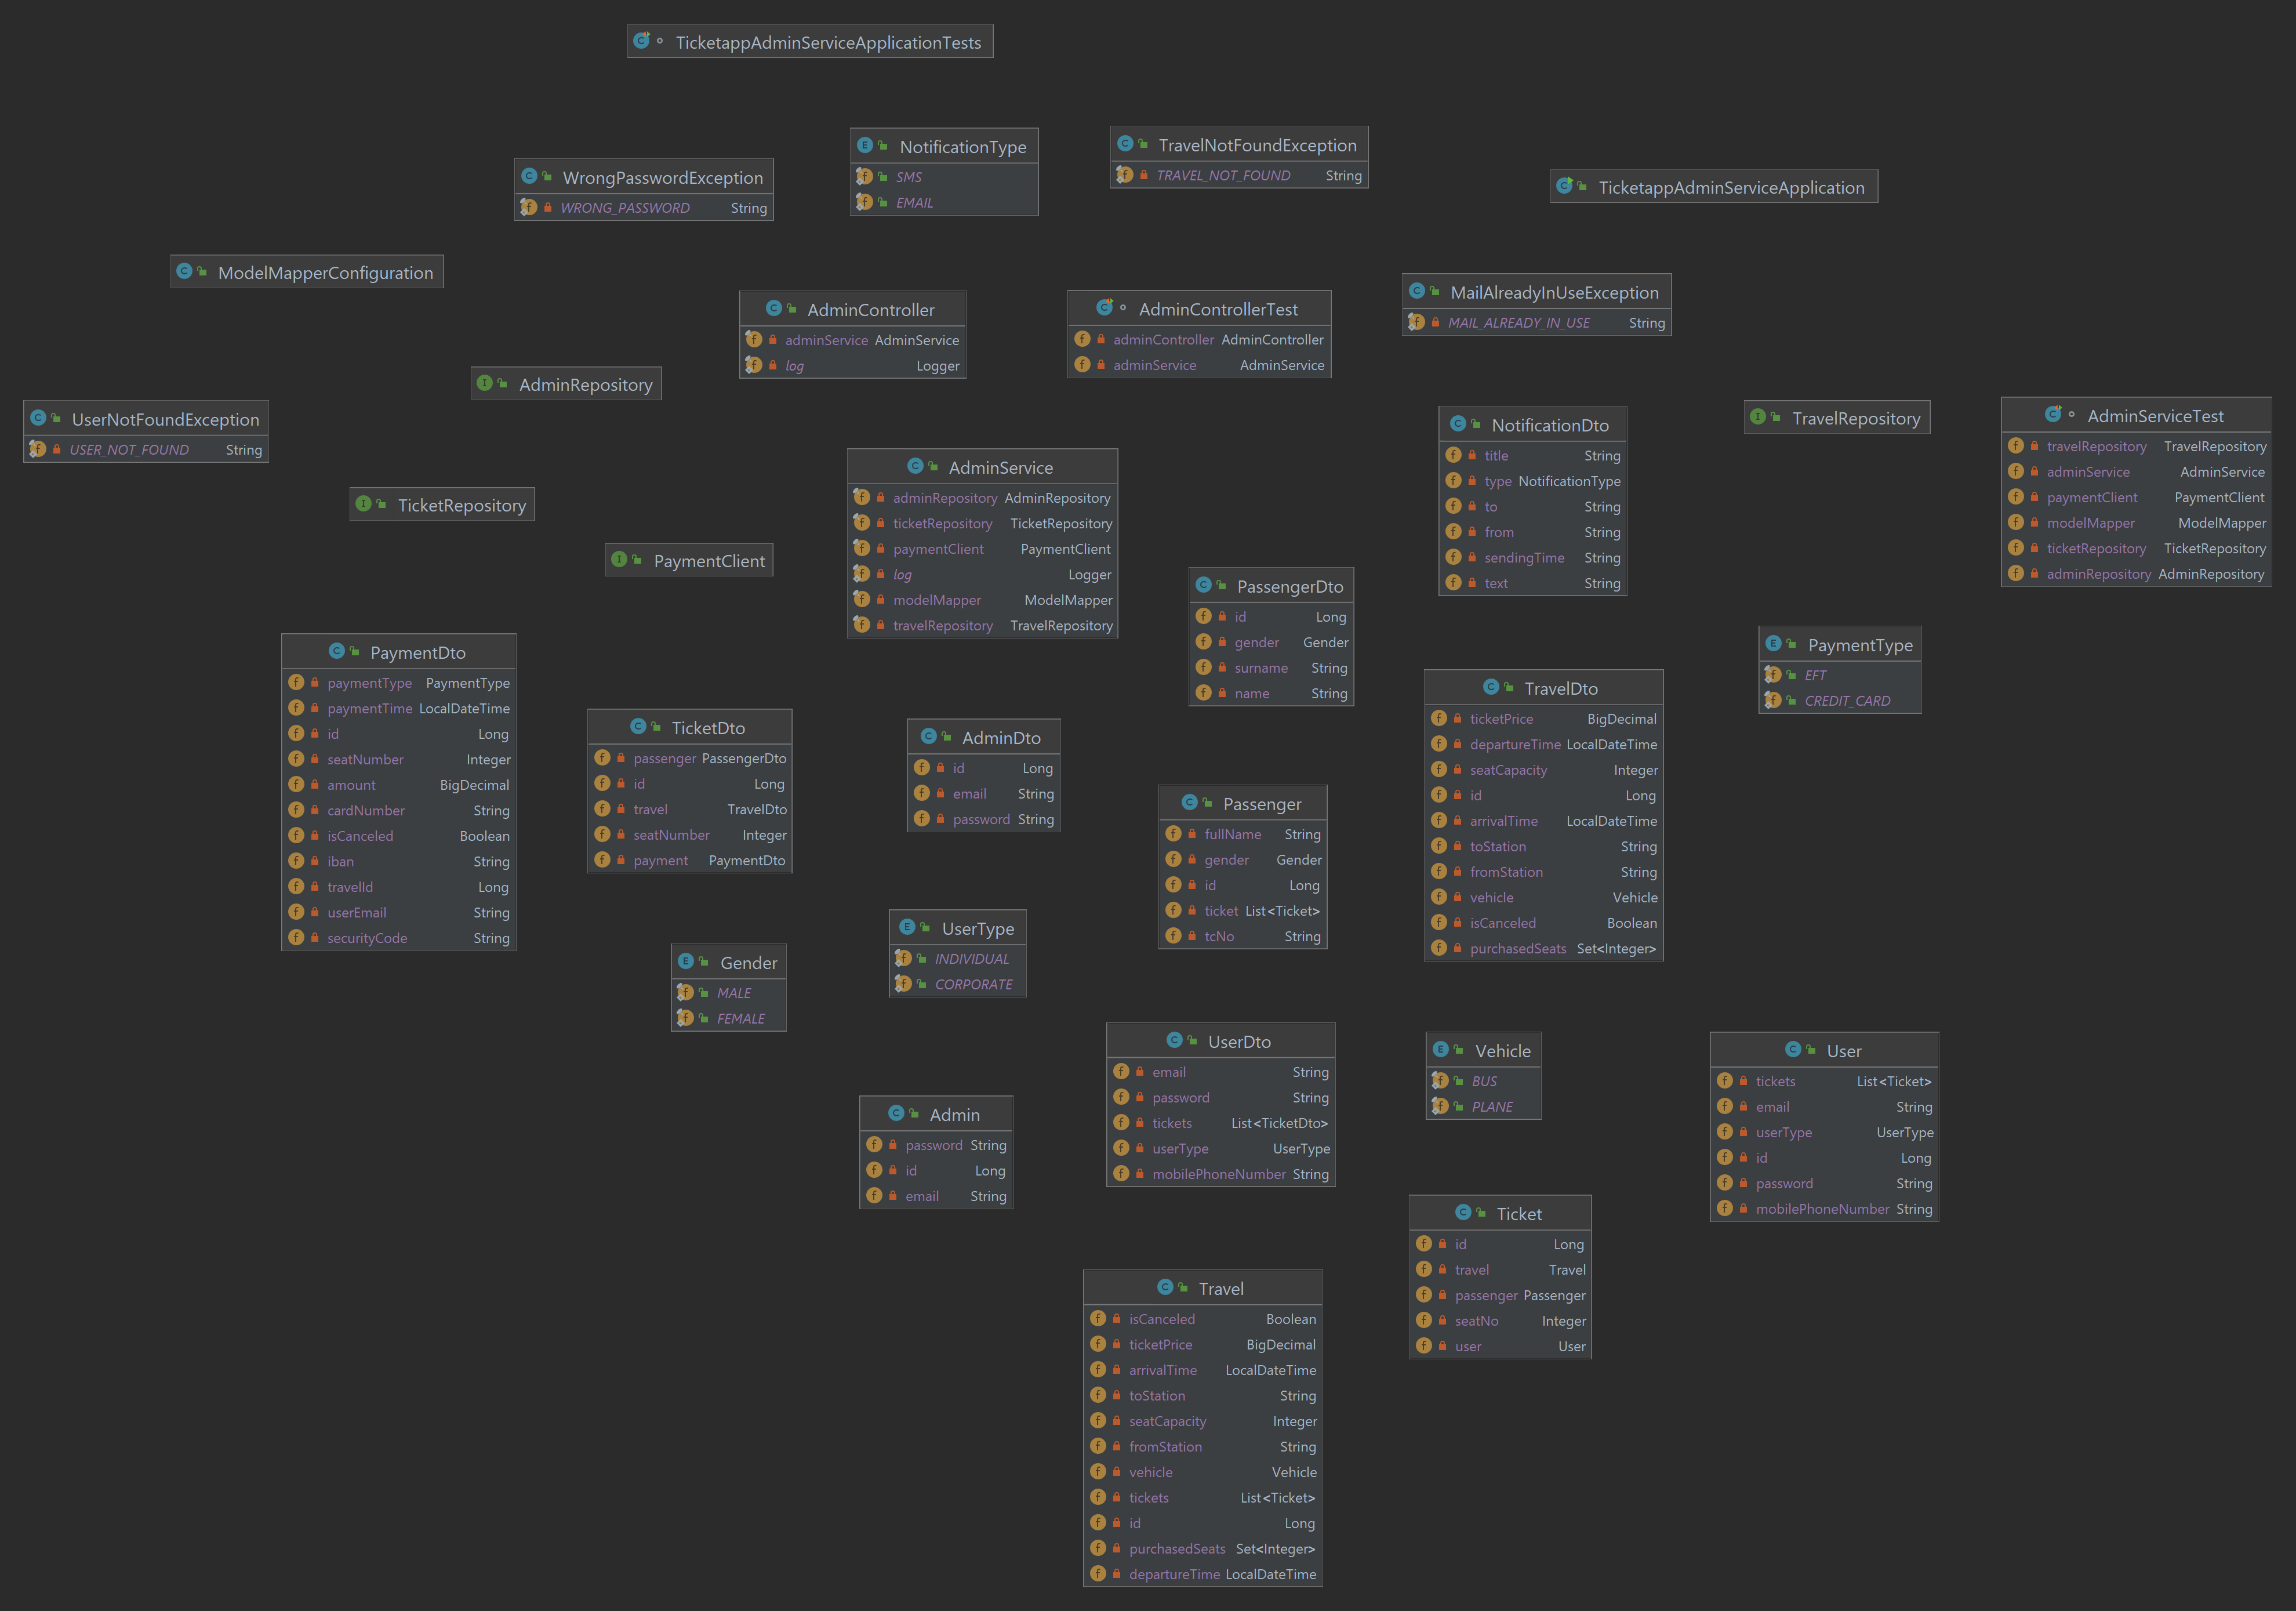 TicketappAdminServiceApplicationTests
WrongPasswordException
WRONG_PASSWORD String
NotificationType
SMS
EMAIL
TravelNotFoundException
TRAVEL_NOT_FOUND String
TicketappAdminServiceApplication
ModelMapperConfiguration
AdminController
adminService AdminService
log Logger
AdminControllerTest
adminController AdminController
adminService AdminService
MailAlreadyInUseException
MAIL_ALREADY_IN_USE String
UserNotFoundException
USER_NOT_FOUND String
AdminRepository
TicketRepository
PaymentClient
AdminService
adminRepository AdminRepository
ticketRepository TicketRepository
paymentClient PaymentClient
log Logger
modelMapper ModelMapper
travelRepository TravelRepository
NotificationDto
title String
type NotificationType
to String
from String
sendingTime String
text String
TravelRepository
AdminServiceTest
travelRepository TravelRepository
adminService AdminService
paymentClient PaymentClient
modelMapper ModelMapper
ticketRepository TicketRepository
adminRepository AdminRepository
PassengerDto
id Long
gender Gender
surname String
name String
PaymentType
EFT
CREDIT_CARD
PaymentDto
paymentType PaymentType
paymentTime LocalDateTime
id Long
seatNumber Integer
amount BigDecimal
cardNumber String
isCanceled Boolean
iban String
travelId Long
userEmail String
securityCode String
TicketDto
passenger PassengerDto
id Long
travel TravelDto
seatNumber Integer
payment PaymentDto
AdminDto
id Long
email String
password String
Passenger
fullName String
gender Gender
id Long
ticket List<Ticket>
tcNo String
TravelDto
ticketPrice BigDecimal
departureTime LocalDateTime
seatCapacity Integer
id Long
arrivalTime LocalDateTime
toStation String
fromStation String
vehicle Vehicle
isCanceled Boolean
purchasedSeats Set<Integer>
Gender
MALE
FEMALE
UserType
INDIVIDUAL
CORPORATE
UserDto
email String
password String
tickets List<TicketDto>
userType UserType
mobilePhoneNumber String
Vehicle
BUS
PLANE
User
tickets List<Ticket>
email String
userType UserType
id Long
password String
mobilePhoneNumber String
Admin
password String
id Long
email String
Ticket
id Long
travel Travel
passenger Passenger
seatNo Integer
user User
Travel
isCanceled Boolean
ticketPrice BigDecimal
arrivalTime LocalDateTime
toStation String
seatCapacity Integer
fromStation String
vehicle Vehicle
tickets List<Ticket>
id Long
purchasedSeats Set<Integer>
departureTime LocalDateTime